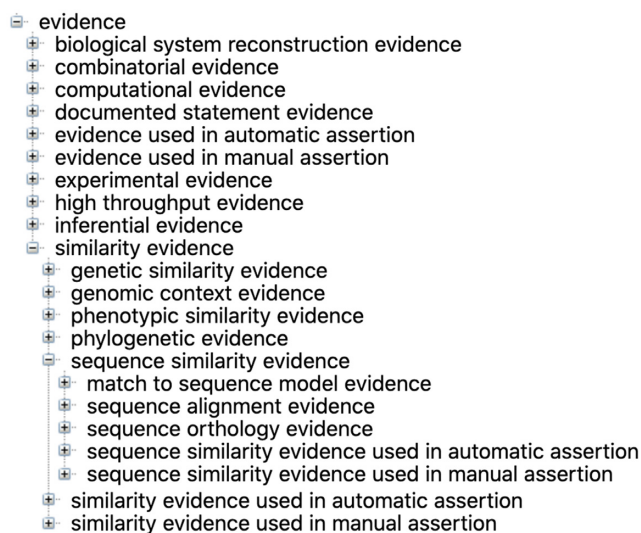 evidence
biological system reconstruction evidence
combinatorial evidence
computational evidence
documented statement evidence
evidence used in automatic assertion
evidence used in manual assertion
experimental evidence
high throughput evidence
inferential evidence
similarity evidence
genetic similarity evidence
genomic context evidence
phenotypic similarity evidence
phylogenetic evidence
sequence similarity evidence
match to sequence model evidence
sequence alignment evidence
sequence orthology evidence
sequence similarity evidence used in automatic assertion
sequence similarity evidence used in manual assertion
similarity evidence used in automatic assertion
similarity evidence used in manual assertion